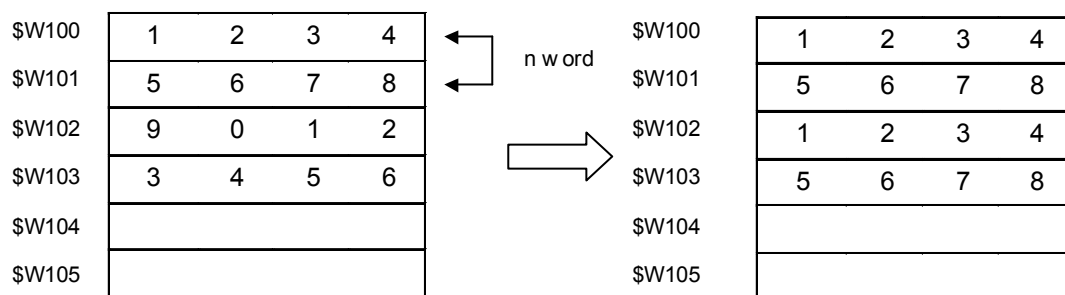 $W100 1 2 3 4 $W100 1 2 3 4
n word
$W101 5 6 7 8 $W101 5 6 7 8
$W102 9 0 1 2 $W102 1 2 3 4
$W103 3 4 5 6 $W103 5 6 7 8
$W104 $W104
$W105 $W105